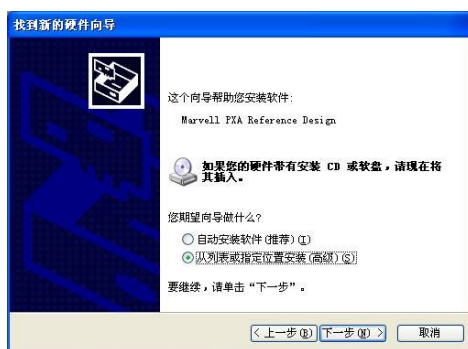 找到新的硬件向导
这个向导帮助您安装软件:
Marvell PXA Reference Design
如果您的硬件带有安装 CD 或软盘，请现在将
其插入。
您期望向导做什么?
自动安装软件(推荐)(I)
从列表或指定位置安装(高级)(S)
要继续，请单击“下一步”。
<上一步(B) 下一步(N)> 取消